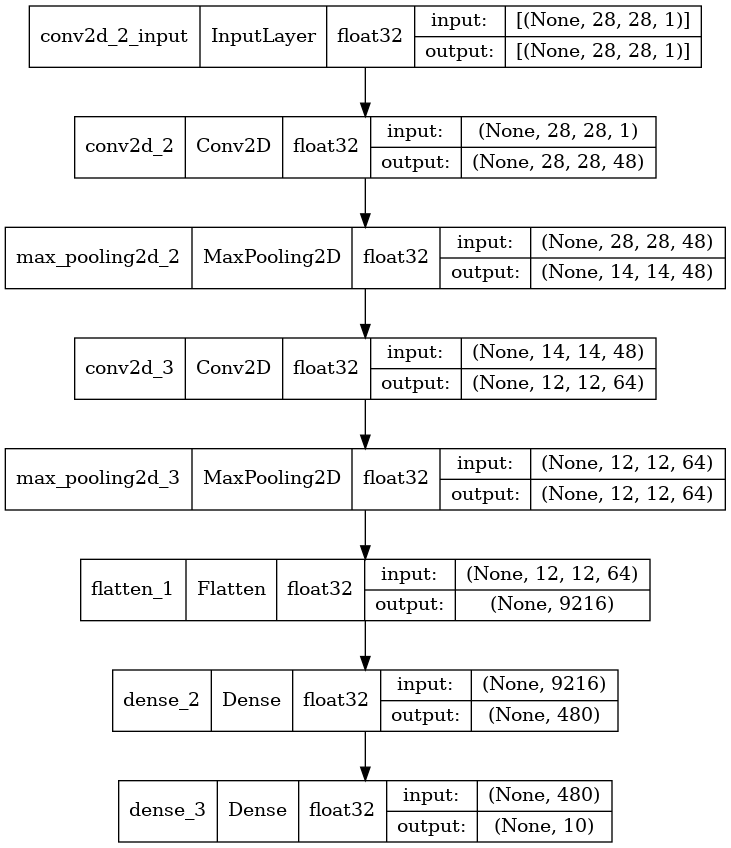 conv2d_2_input InputLayer float32 input: [(None, 28, 28, 1)]
output: [(None, 28, 28, 1)]
conv2d_2 Conv2D float32 input: (None, 28, 28, 1)
output: (None, 28, 28, 48)
max_pooling2d_2 MaxPooling2D float32 input: (None, 28, 28, 48)
output: (None, 14, 14, 48)
conv2d_3 Conv2D float32 input: (None, 14, 14, 48)
output: (None, 12, 12, 64)
max_pooling2d_3 MaxPooling2D float32 input: (None, 12, 12, 64)
output: (None, 12, 12, 64)
flatten_1 Flatten float32 input: (None, 12, 12, 64)
output: (None, 9216)
dense_2 Dense float32 input: (None, 9216)
output: (None, 480)
dense_3 Dense float32 input: (None, 480)
output: (None, 10)